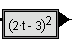 (2·t - 3)²